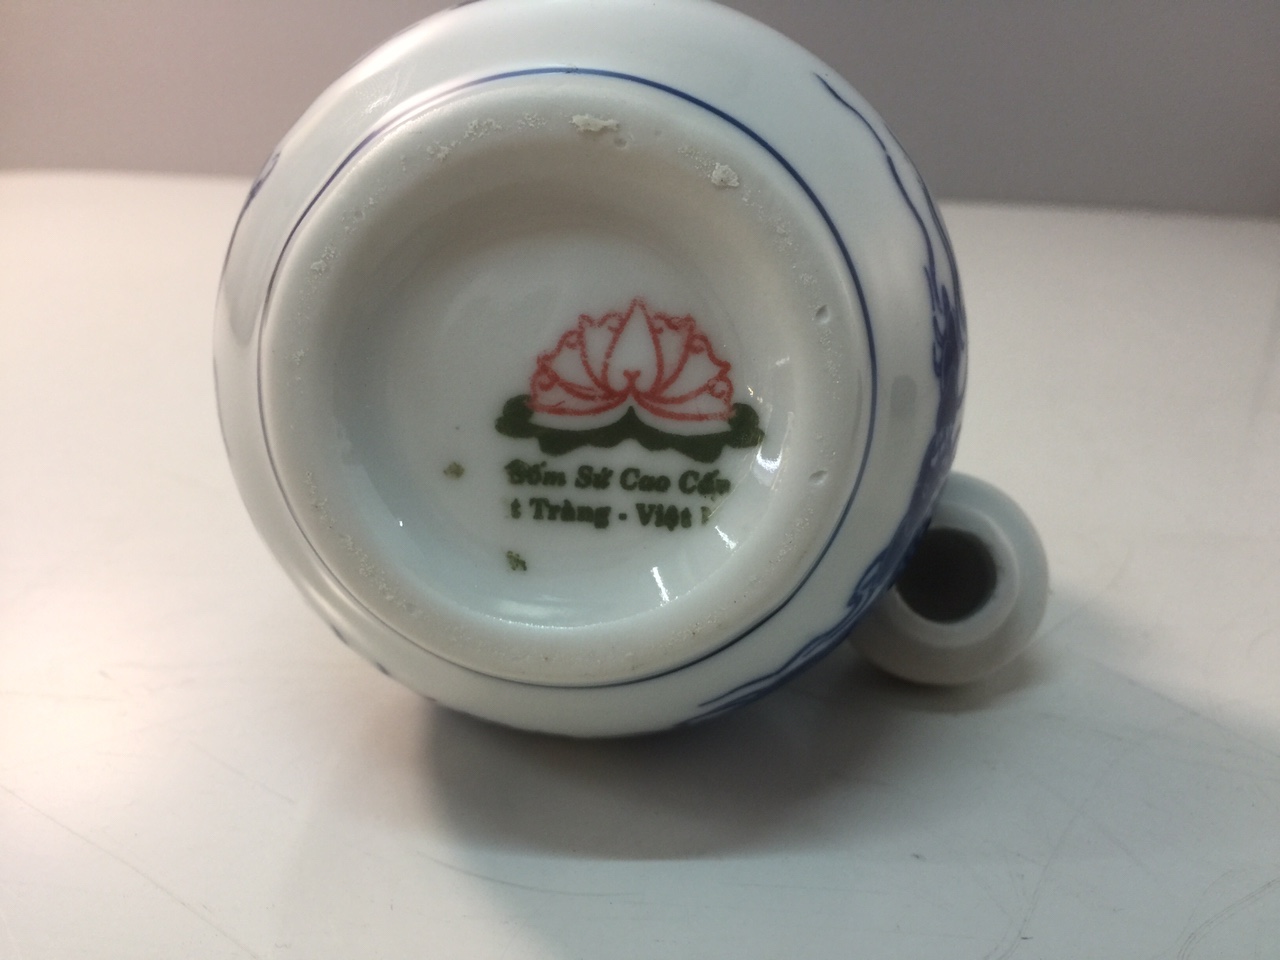 Gốm Sứ Cao Cấp
t Tràng - Việt